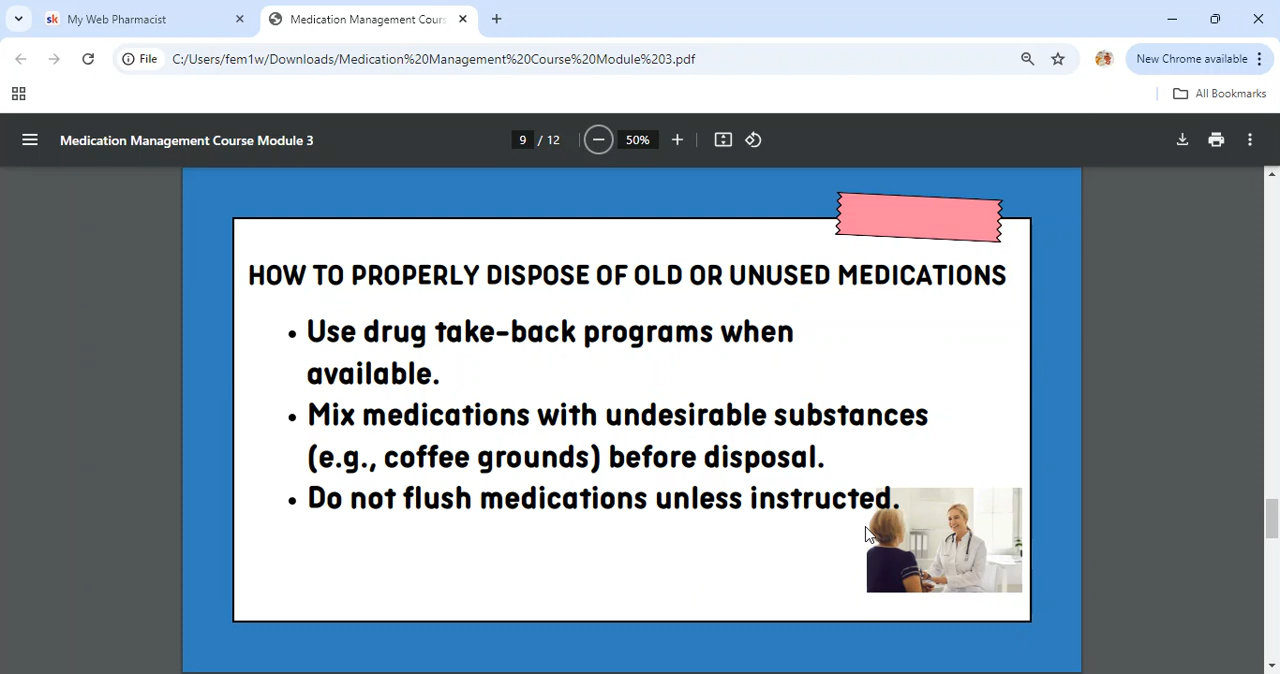 sk My Web Pharmacist
Medication Management Cours
File C:/Users/fem1w/Downloads/Medication%20Management%20Course%20Module%203.pdf
New Chrome available
All Bookmarks
Medication Management Course Module 3
9 / 12
50%
HOW TO PROPERLY DISPOSE OF OLD OR UNUSED MEDICATIONS
• Use drug take-back programs when
available.
• Mix medications with undesirable substances
(e.g., coffee grounds) before disposal.
• Do not flush medications unless instructed.